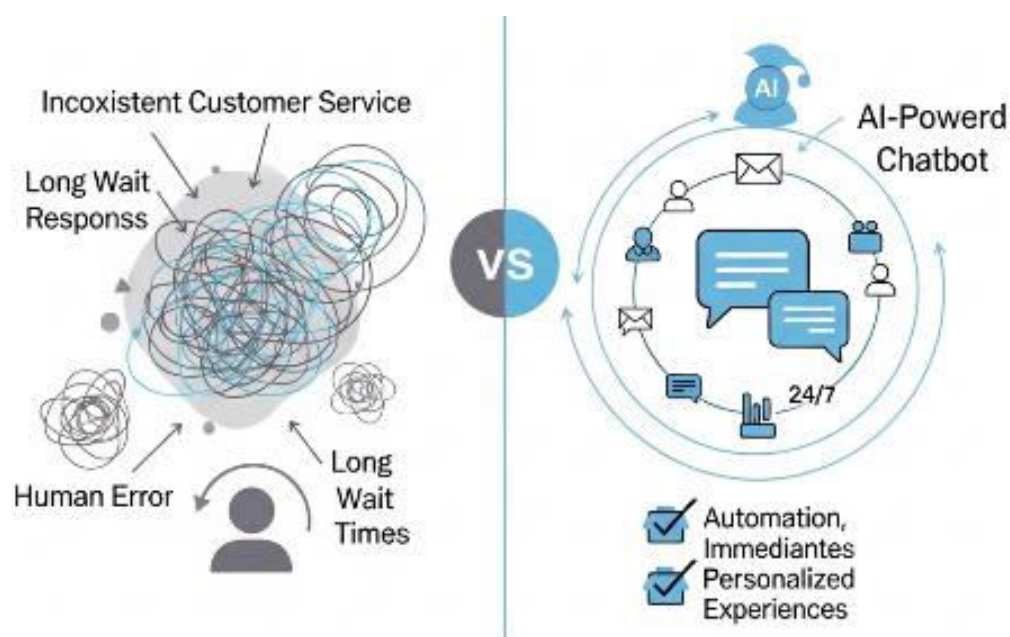 Incoxistent Customer Service
Long Wait
Responss
Human Error
Long
Wait
Times
VS
AI
AI-Powerd
Chatbot
24/7
Automation,
Immediantes
Personalized
Experiences